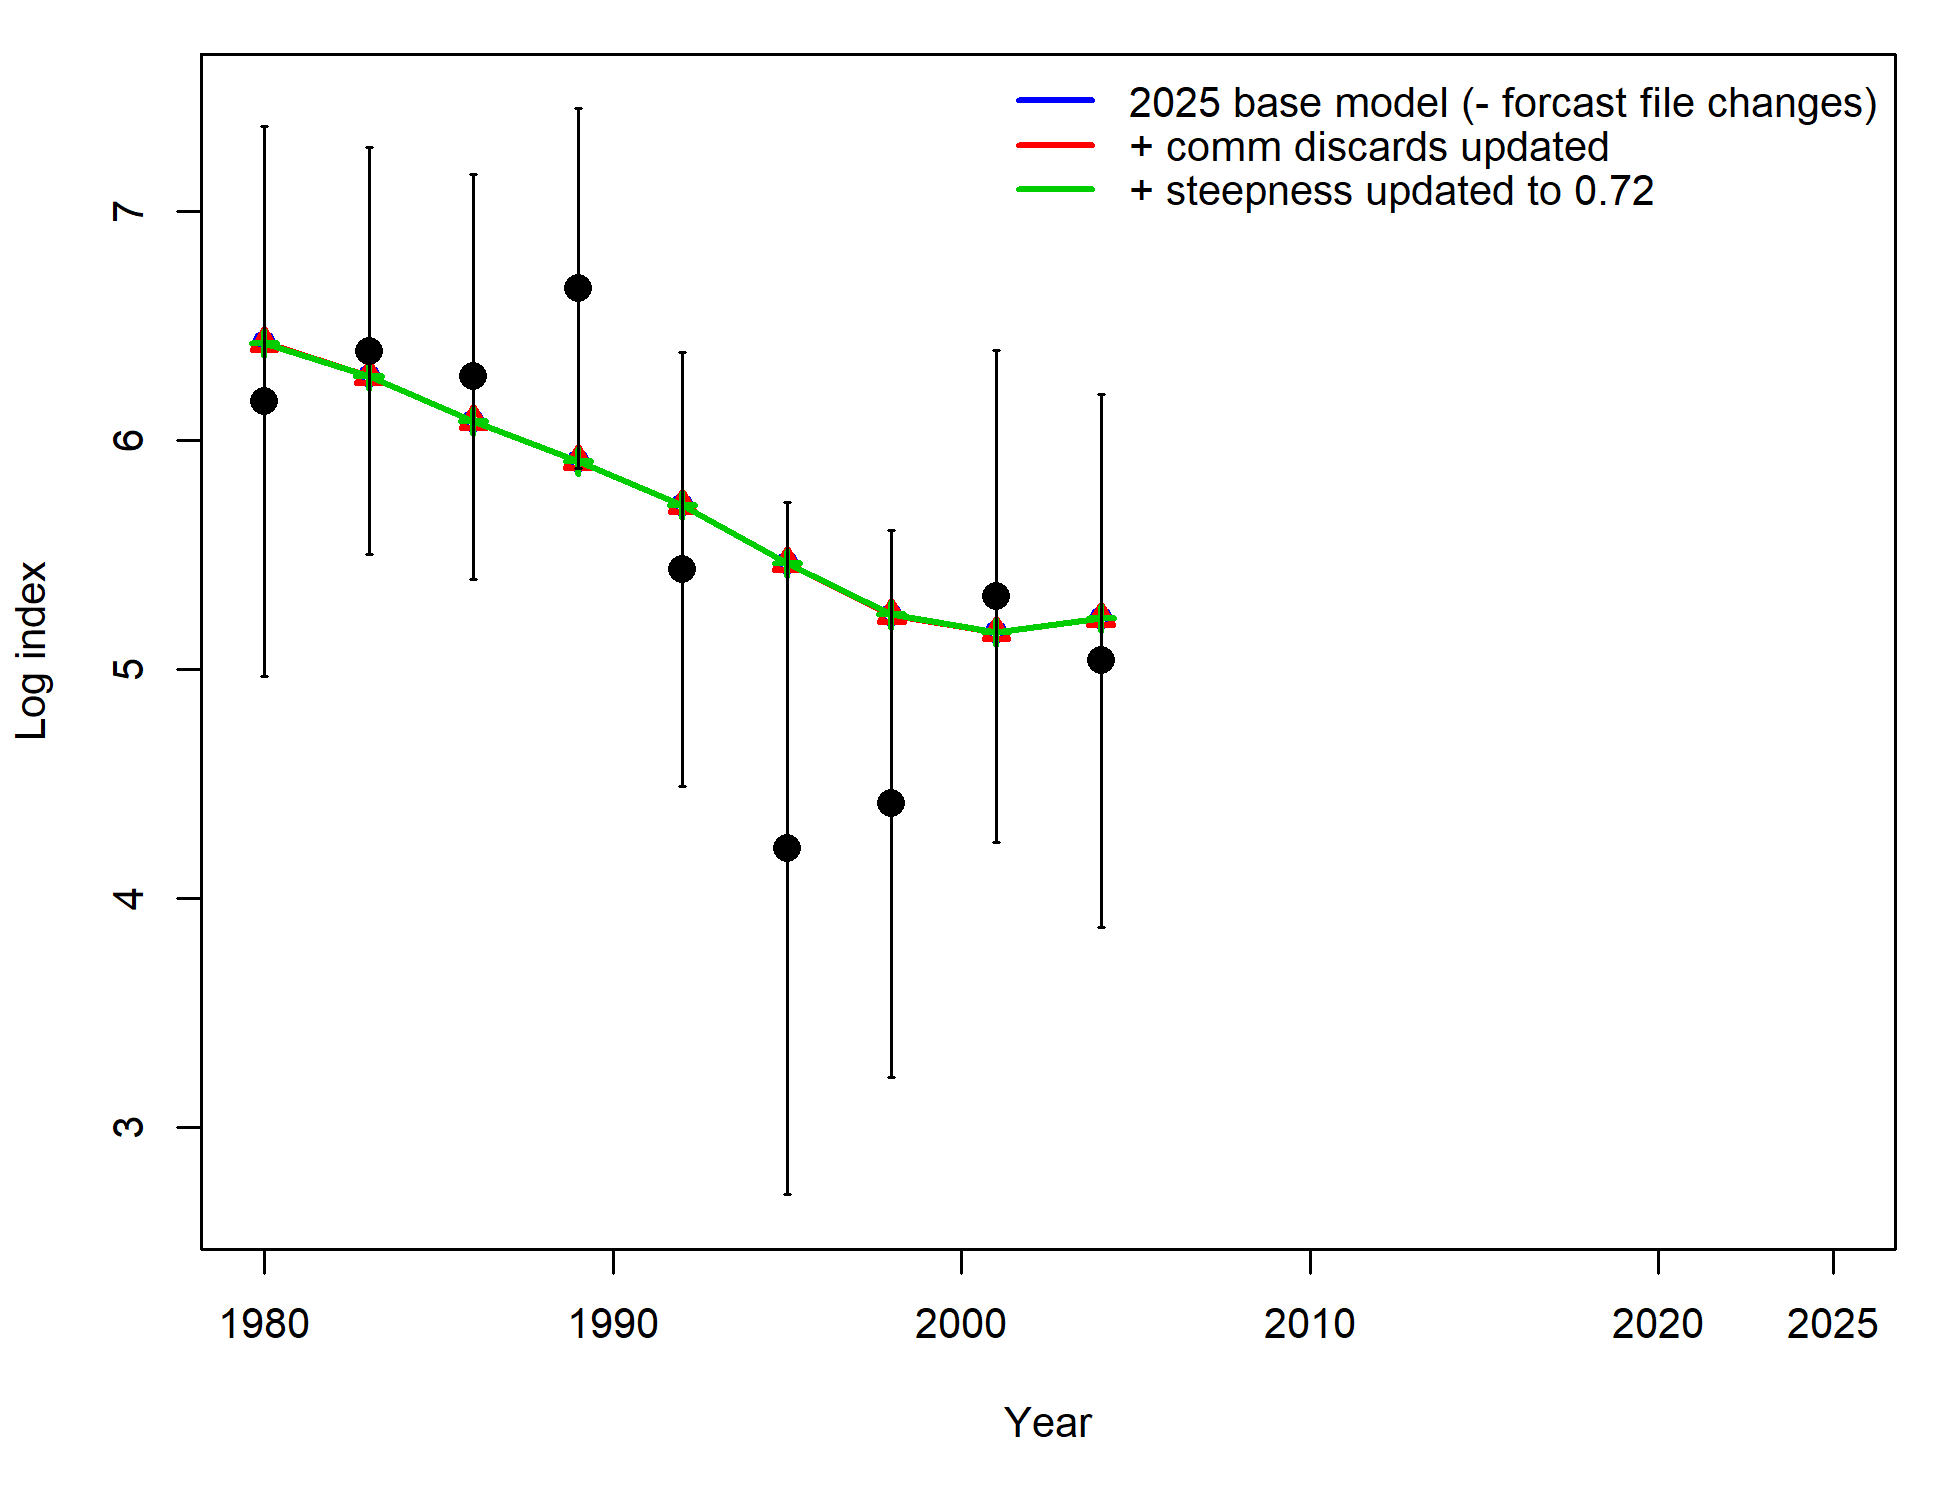 2025 base model (- forcast file changes)
+ comm discards updated
+ steepness updated to 0.72
7
6
5
4
3
Log index
1980 1990 2000 2010 2020 2025
Year